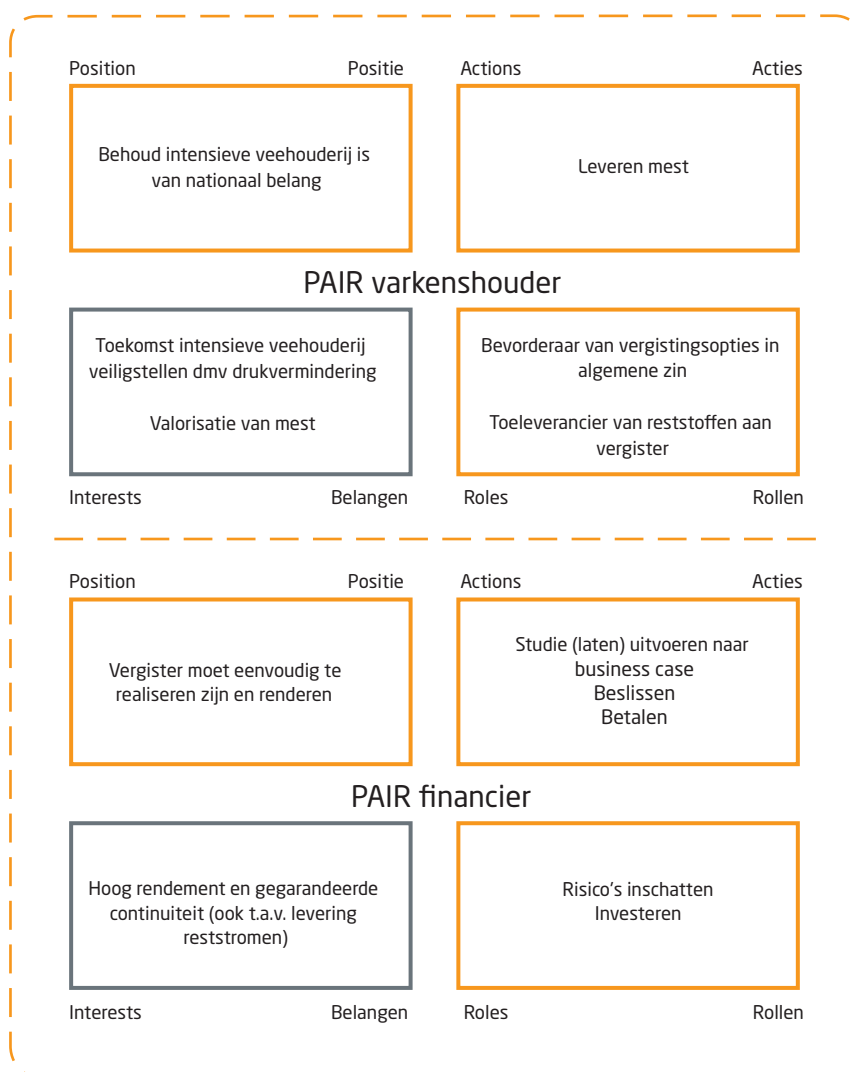 Position Positie Actions Acties
Behoud intensieve veehouderij is
van nationaal belang
Leveren mest
PAIR varkenshouder
Toekomst intensieve veehouderij
veiligstellen dmv drukvermindering
Valorisatie van mest
Bevorderaar van vergistingsopties in
algemene zin
Toeleverancier van reststoffen aan
vergister
Interests Belangen Roles Rollen
Position Positie Actions Acties
Vergister moet eenvoudig te
realiseren zijn en renderen
Studie (laten) uitvoeren naar
business case
Beslissen
Betalen
PAIR financier
Hoog rendement en gegarandeerde
continuiteit (ook t.a.v. levering
reststromen)
Risico's inschatten
Investeren
Interests Belangen Roles Rollen